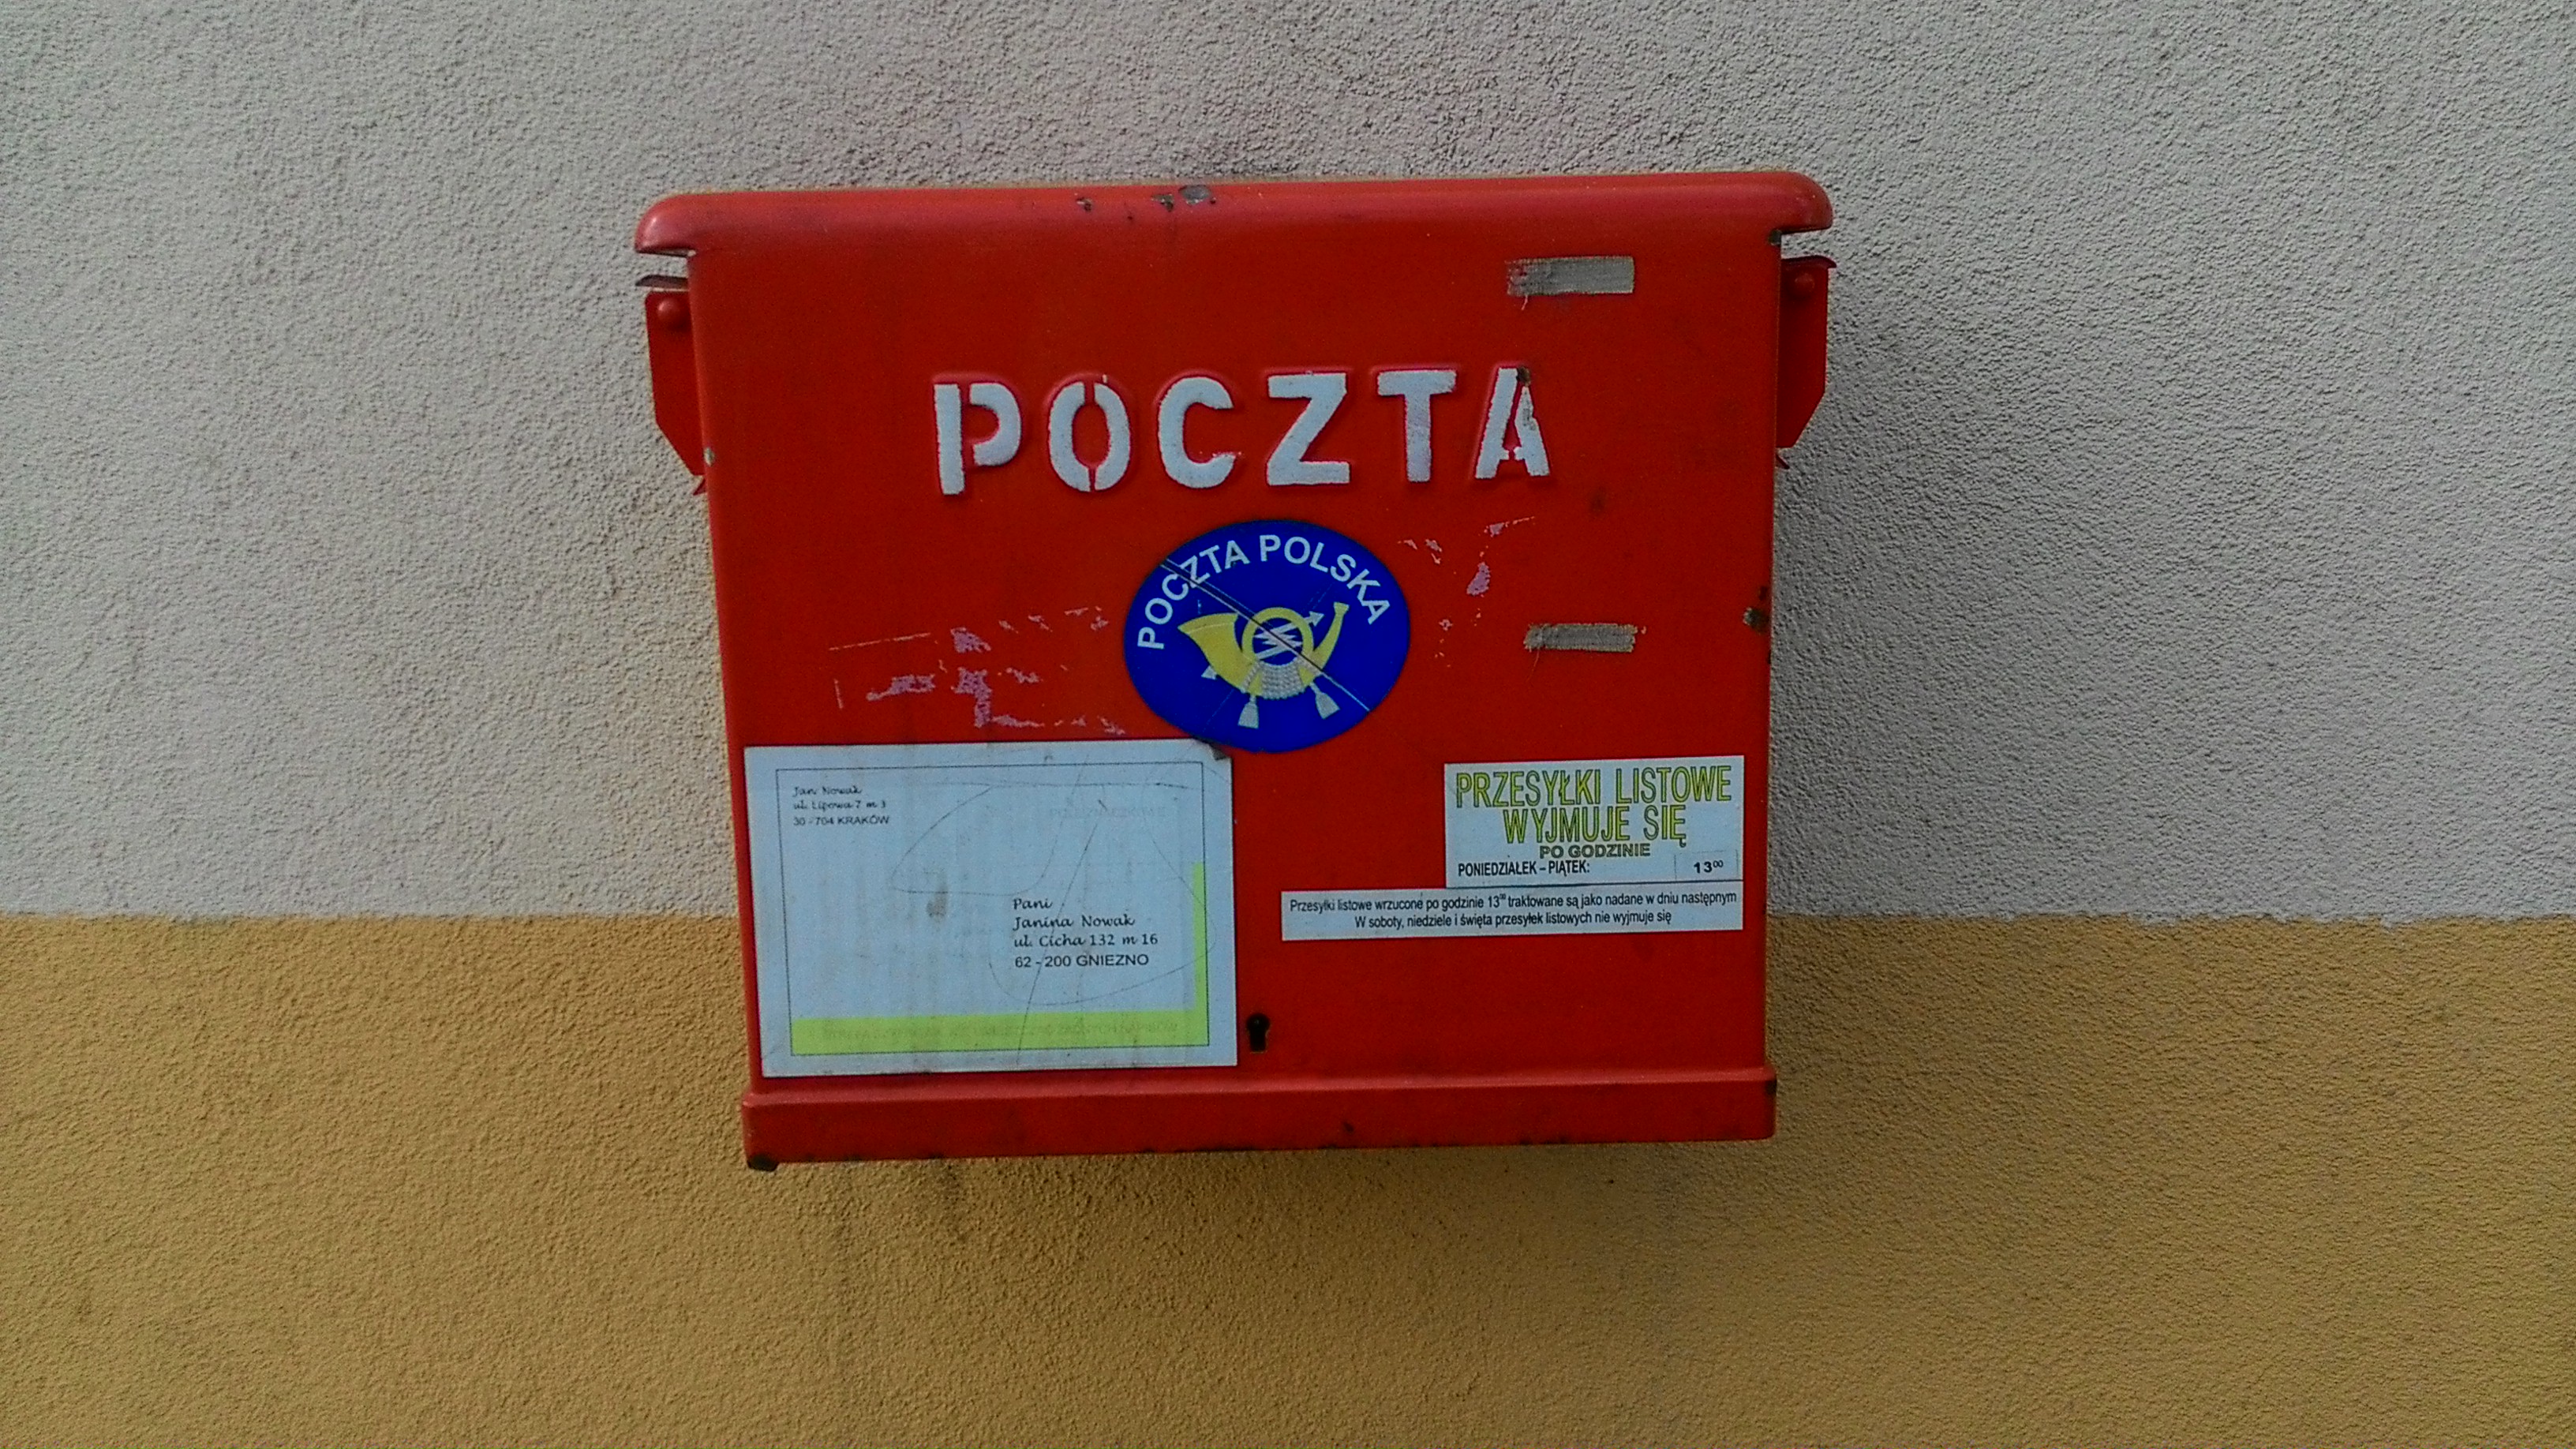 POCZTA
POCZTA POLSKA
Jan Nowak
ul. Lipowa 7 m 3
30 - 704 KRAKÓW
Pani
Janina Nowak
ul. Cicha 132 m 16
62 - 200 GNIEZNO
PRZESYŁKI LISTOWE
WYJMUJE SIĘ
PO GODZINIE
PONIEDZIAŁEK – PIĄTEK: 13⁰⁰
Przesyłki listowe wrzucone po godzinie 13⁰⁰ traktowane są jako nadane w dniu następnym
W soboty, niedziele i święta przesyłek listowych nie wyjmuje się